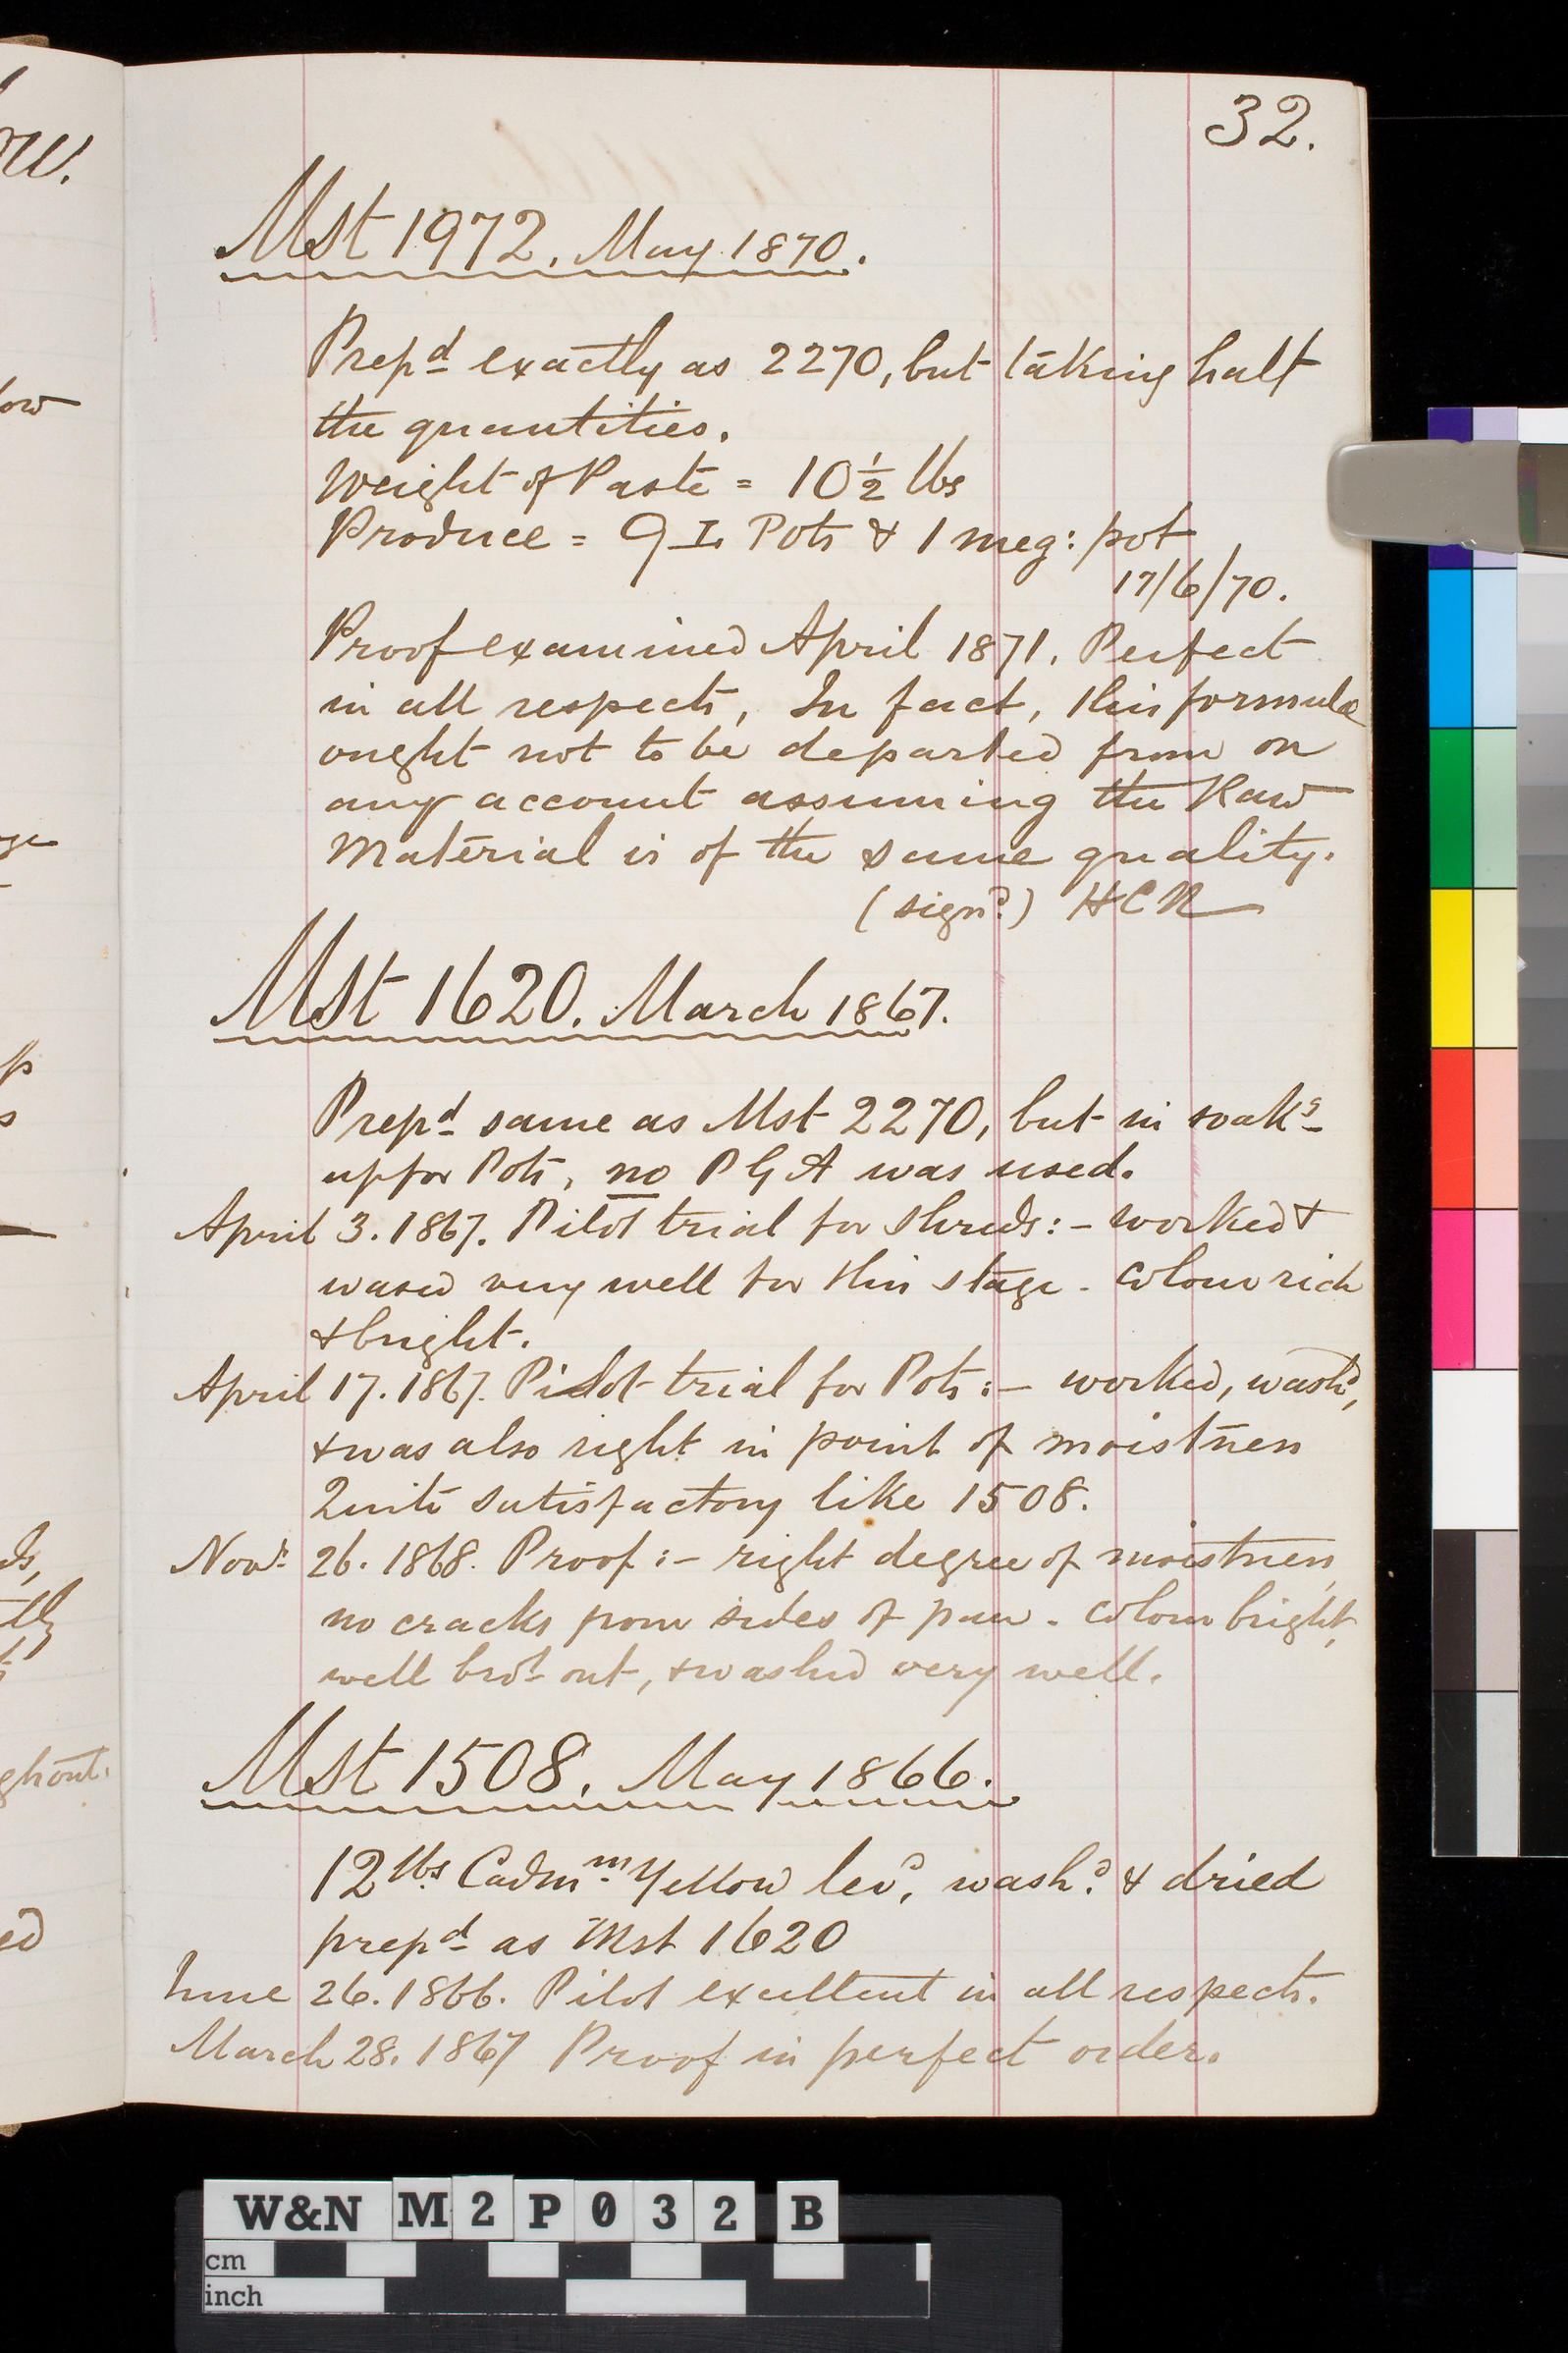 32.
Mst 1972. May 1870.
Prepd exactly as 2270, but taking half
the quantities.
Weight of Paste = 10 1/2 lbs
Produce = 9 I. Pots & 1 meg: pot
17/6/70.
Proof examined April 1871. Perfect
in all respects, In fact, this formula
ought not to be departed from on
any account assuming the Raw
Material is of the same quality.
(signd) HCN
Mst 1620. March 1867.
Prepd same as Mst 2270, but in soakg
up for Pots, no PGA was used.
April 3. 1867. Pilot trial for shreds:- worked &
wasd very well for this stage - colour rich
& bright.
April 17. 1867. Pilot trial for Pots:- worked, washd,
& was also right in point of moistness
Quite satisfactory like 1508.
Novr 26. 1868. Proof:- right degree of moistness,
no cracks from sides of pan - colour bright,
well brot out, & washed very well.
Mst 1508. May 1866.
12 lbs Cadmm Yellow levd, washd & dried
prepd as Mst 1620
June 26. 1866. Pilot excellent in all respects.
March 28. 1867 Proof in perfect order.
W&N M2P032 B
cm
inch